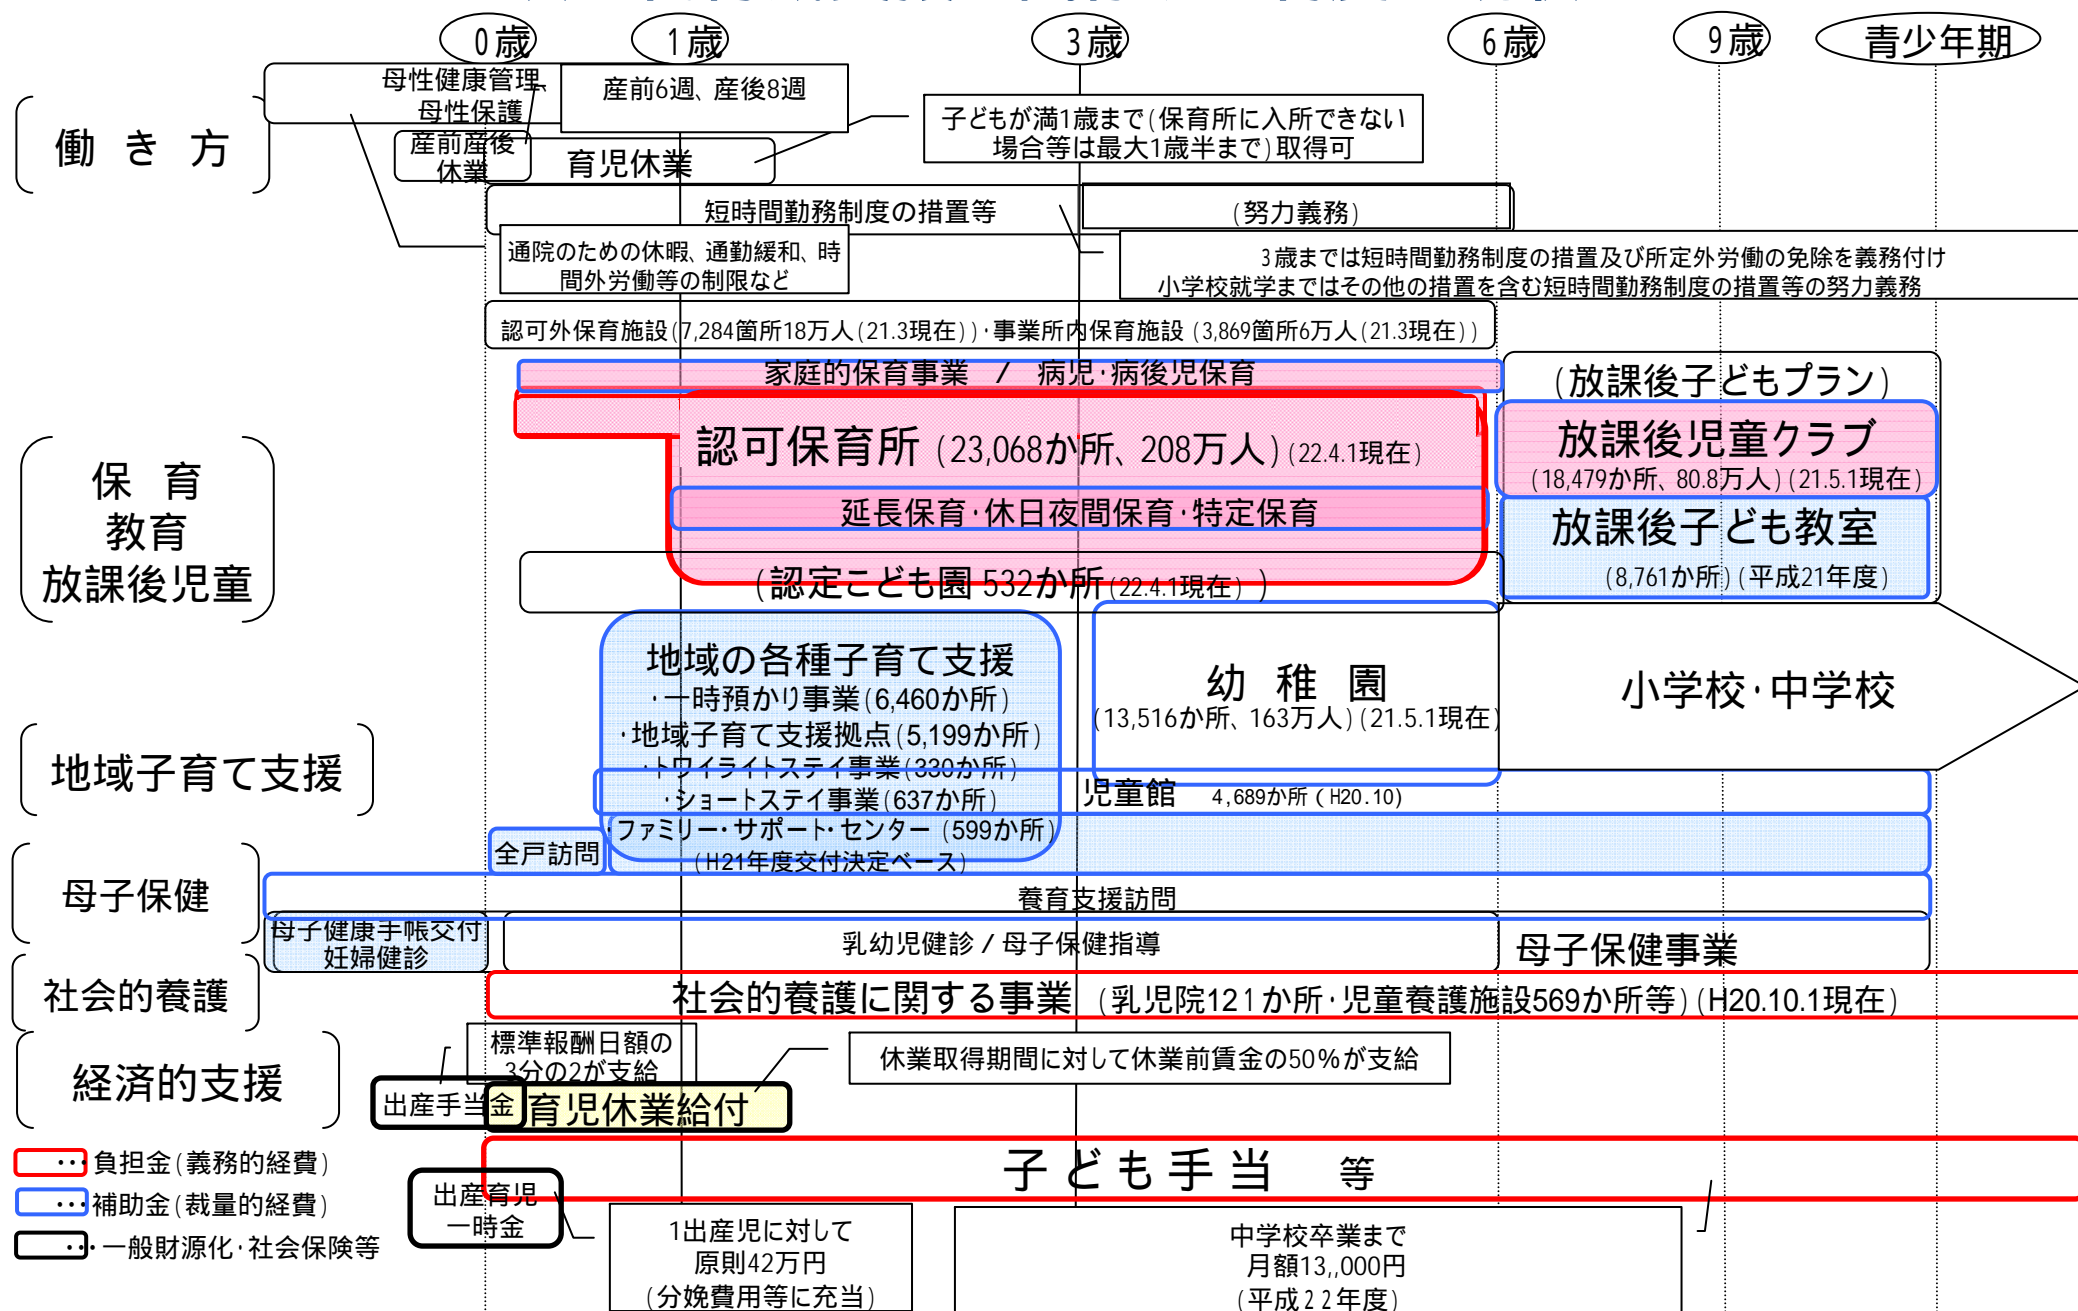 0歳
1歳
3歳
6歳
9歳
青少年期
働き方
母性健康管理、
母性保護
産前6週、産後8週
産前産後
休業
育児休業
子どもが満1歳まで(保育所に入所できない
場合等は最大1歳半まで)取得可
短時間勤務制度の措置等
(努力義務)
通院のための休暇、通勤緩和、時
間外労働等の制限など
3歳までは短時間勤務制度の措置及び所定外労働の免除を義務付け
小学校就学まではその他の措置を含む短時間勤務制度の措置等の努力義務
保育
教育
放課後児童
認可外保育施設(7,284箇所18万人(21.3現在))・事業所内保育施設(3,869箇所6万人(21.3現在))
家庭的保育事業 / 病児・病後児保育
認可保育所(23,068か所、208万人)(22.4.1現在)
延長保育・休日夜間保育・特定保育
(認定こども園 532か所(22.4.1現在) )
(放課後子どもプラン)
放課後児童クラブ
(18,479か所、80.8万人)(21.5.1現在)
放課後子ども教室
(8,761か所)(平成21年度)
地域子育て支援
地域の各種子育て支援
・一時預かり事業(6,460か所)
・地域子育て支援拠点(5,199か所)
・トワイライトステイ事業(330か所)
・ショートステイ事業(637か所)
・ファミリー・サポート・センター(599か所)
(H21年度交付決定ベース)
幼稚園
(13,516か所、163万人)(21.5.1現在)
小学校・中学校
児童館 4,689か所(H20.10)
母子保健
全戸訪問
養育支援訪問
母子健康手帳交付
妊婦健診
乳幼児健診/母子保健指導
母子保健事業
社会的養護
社会的養護に関する事業(乳児院121か所・児童養護施設569か所等)(H20.10.1現在)
経済的支援
標準報酬日額の
3分の2が支給
休業取得期間に対して休業前賃金の50%が支給
出産手当金
育児休業給付
子ども手当 等
出産育児
一時金
1出産児に対して
原則42万円
(分娩費用等に充当)
中学校卒業まで
月額13,,000円
(平成22年度)
・・・負担金(義務的経費)
・・・補助金(裁量的経費)
・・・一般財源化・社会保険等